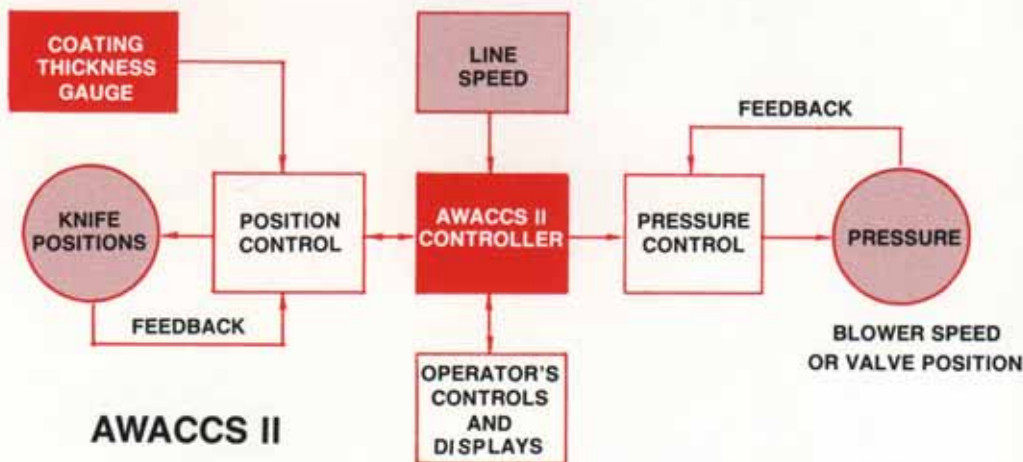 COATING
THICKNESS
GAUGE
LINE
SPEED
FEEDBACK
KNIFE
POSITIONS
POSITION
CONTROL
AWACCS II
CONTROLLER
PRESSURE
CONTROL
PRESSURE
FEEDBACK
BLOWER SPEED
OR VALVE POSITION
OPERATOR'S
CONTROLS
AND
DISPLAYS
AWACCS II